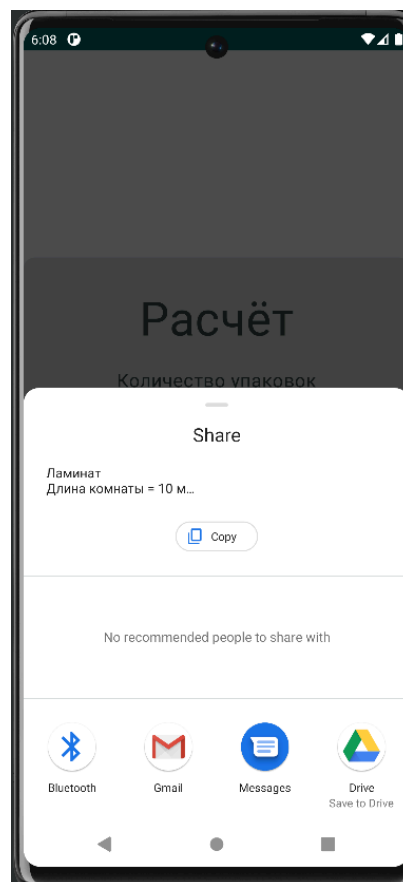 6:08
Расчёт
Количество упаковок
Share
Ламинат
Длина комнаты = 10 м...
Copy
No recommended people to share with
Bluetooth
Gmail
Messages
Drive
Save to Drive